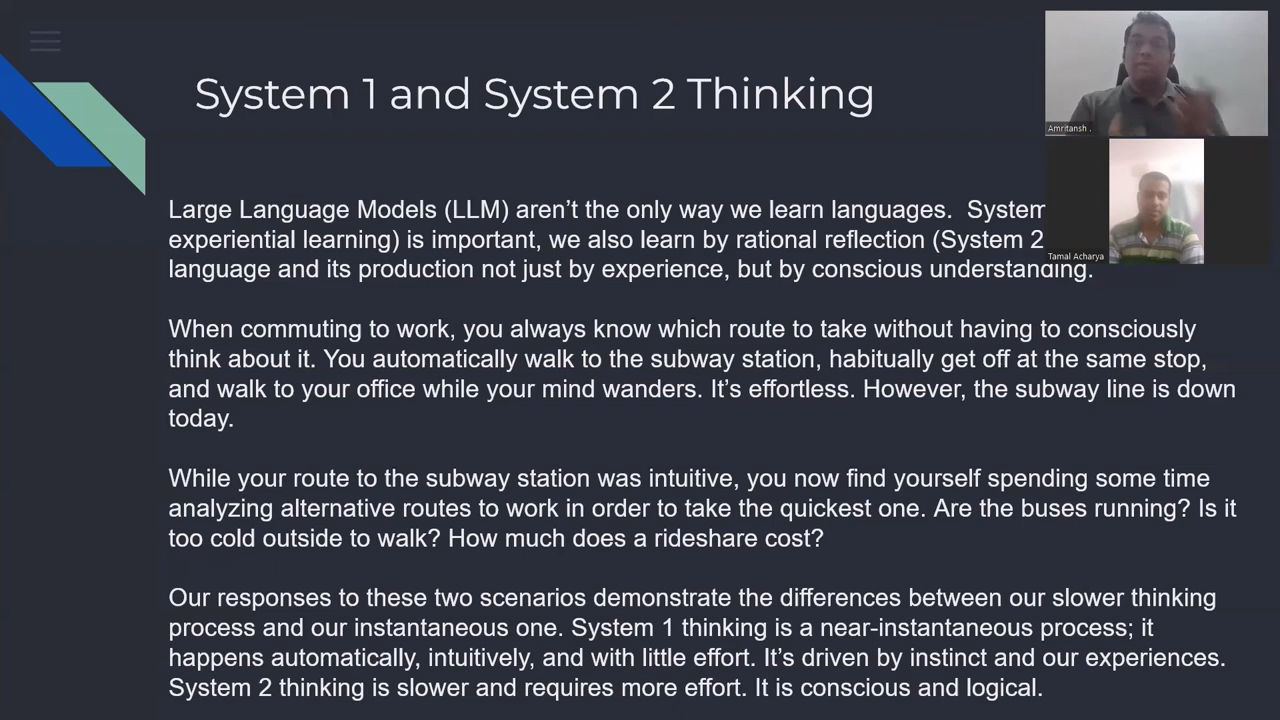 System 1 and System 2 Thinking
Amritansh .
Large Language Models (LLM) aren't the only way we learn languages. System
experiential learning) is important, we also learn by rational reflection (System 2
Tamal Acharya
language and its production not just by experience, but by conscious understanding.
When commuting to work, you always know which route to take without having to consciously
think about it. You automatically walk to the subway station, habitually get off at the same stop,
and walk to your office while your mind wanders. It's effortless. However, the subway line is down
today.
While your route to the subway station was intuitive, you now find yourself spending some time
analyzing alternative routes to work in order to take the quickest one. Are the buses running? Is it
too cold outside to walk? How much does a rideshare cost?
Our responses to these two scenarios demonstrate the differences between our slower thinking
process and our instantaneous one. System 1 thinking is a near-instantaneous process; it
happens automatically, intuitively, and with little effort. It's driven by instinct and our experiences.
System 2 thinking is slower and requires more effort. It is conscious and logical.